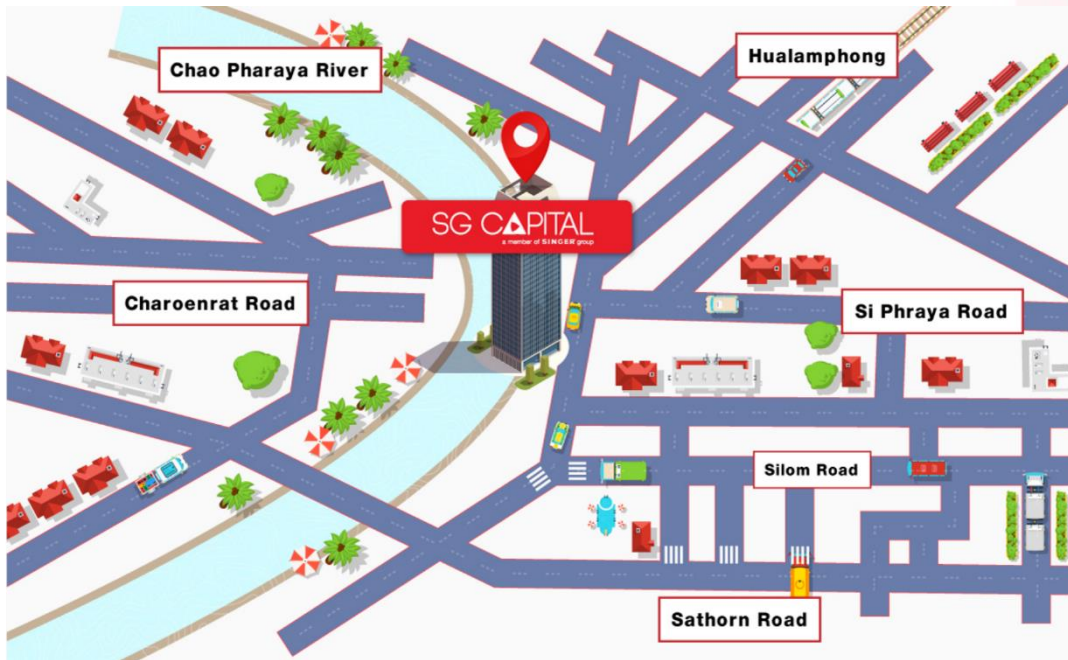 Chao Pharaya River
Hualamphong
SG CAPITAL
a member of SINGER group
Charoenrat Road
Si Phraya Road
Silom Road
Sathorn Road